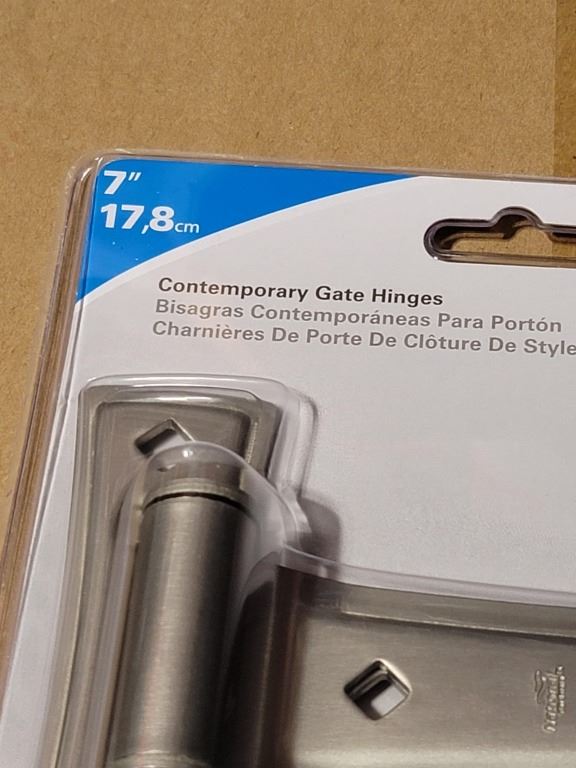 7"
17,8cm
Contemporary Gate Hinges
Bisagras Contemporáneas Para Portón
Charnières De Porte De Clôture De Style